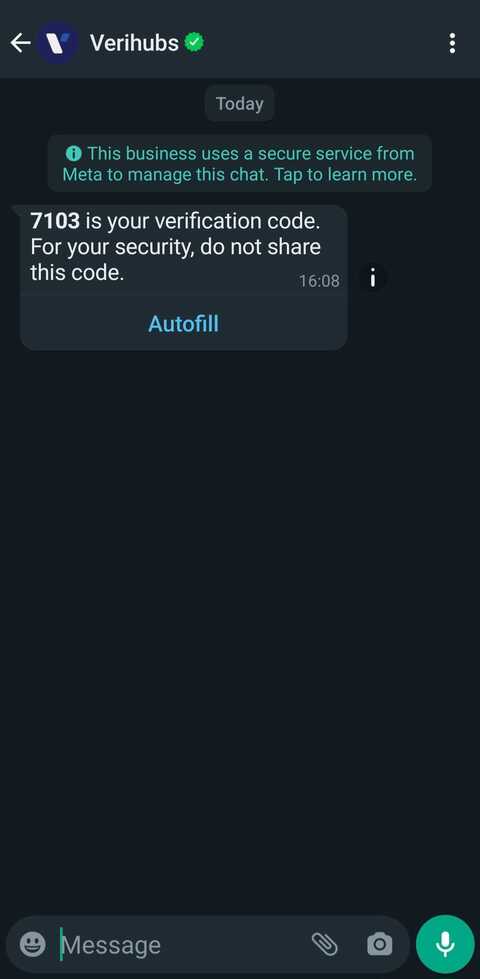 Verihubs
Today
This business uses a secure service from
Meta to manage this chat. Tap to learn more.
7103 is your verification code.
For your security, do not share
this code.
16:08
Autofill
Message